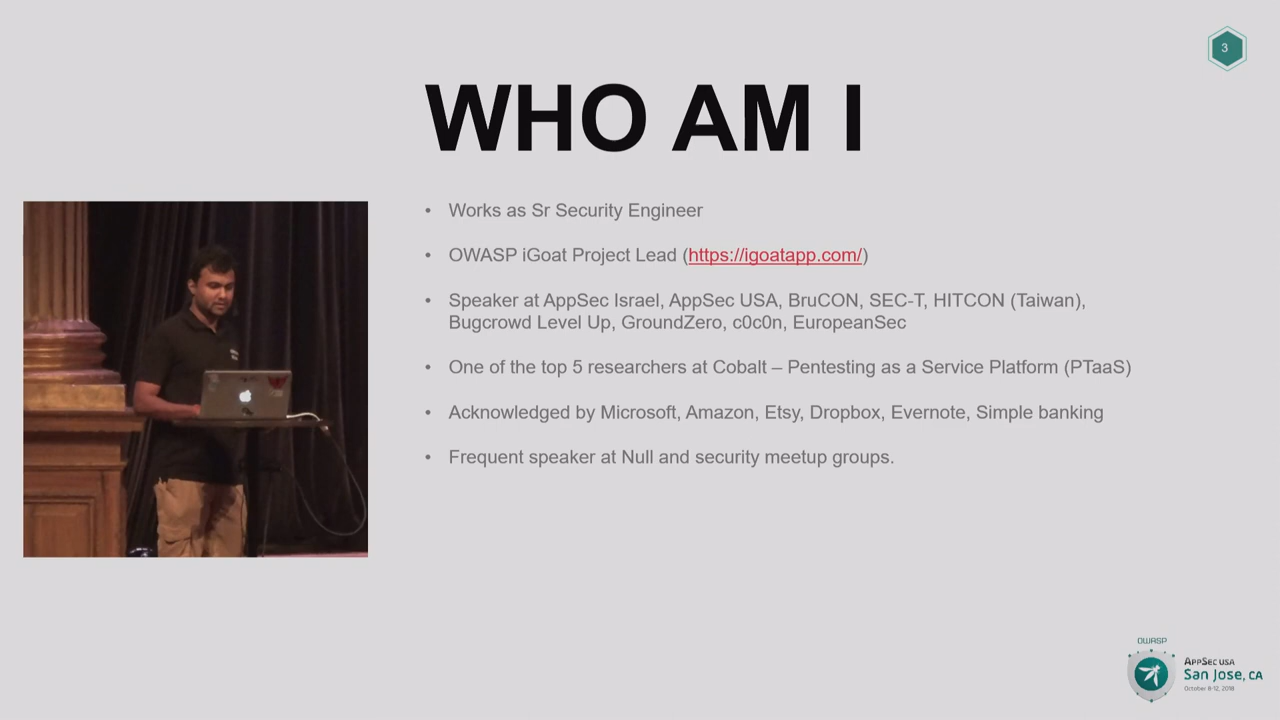 3
WHO AM I
• Works as Sr Security Engineer
• OWASP iGoat Project Lead (https://igoatapp.com/)
• Speaker at AppSec Israel, AppSec USA, BruCON, SEC-T, HITCON (Taiwan),
Bugcrowd Level Up, GroundZero, c0c0n, EuropeanSec
• One of the top 5 researchers at Cobalt – Pentesting as a Service Platform (PTaaS)
• Acknowledged by Microsoft, Amazon, Etsy, Dropbox, Evernote, Simple banking
• Frequent speaker at Null and security meetup groups.
OWASP
APPSEC USA
San Jose, CA
October 8-12, 2018